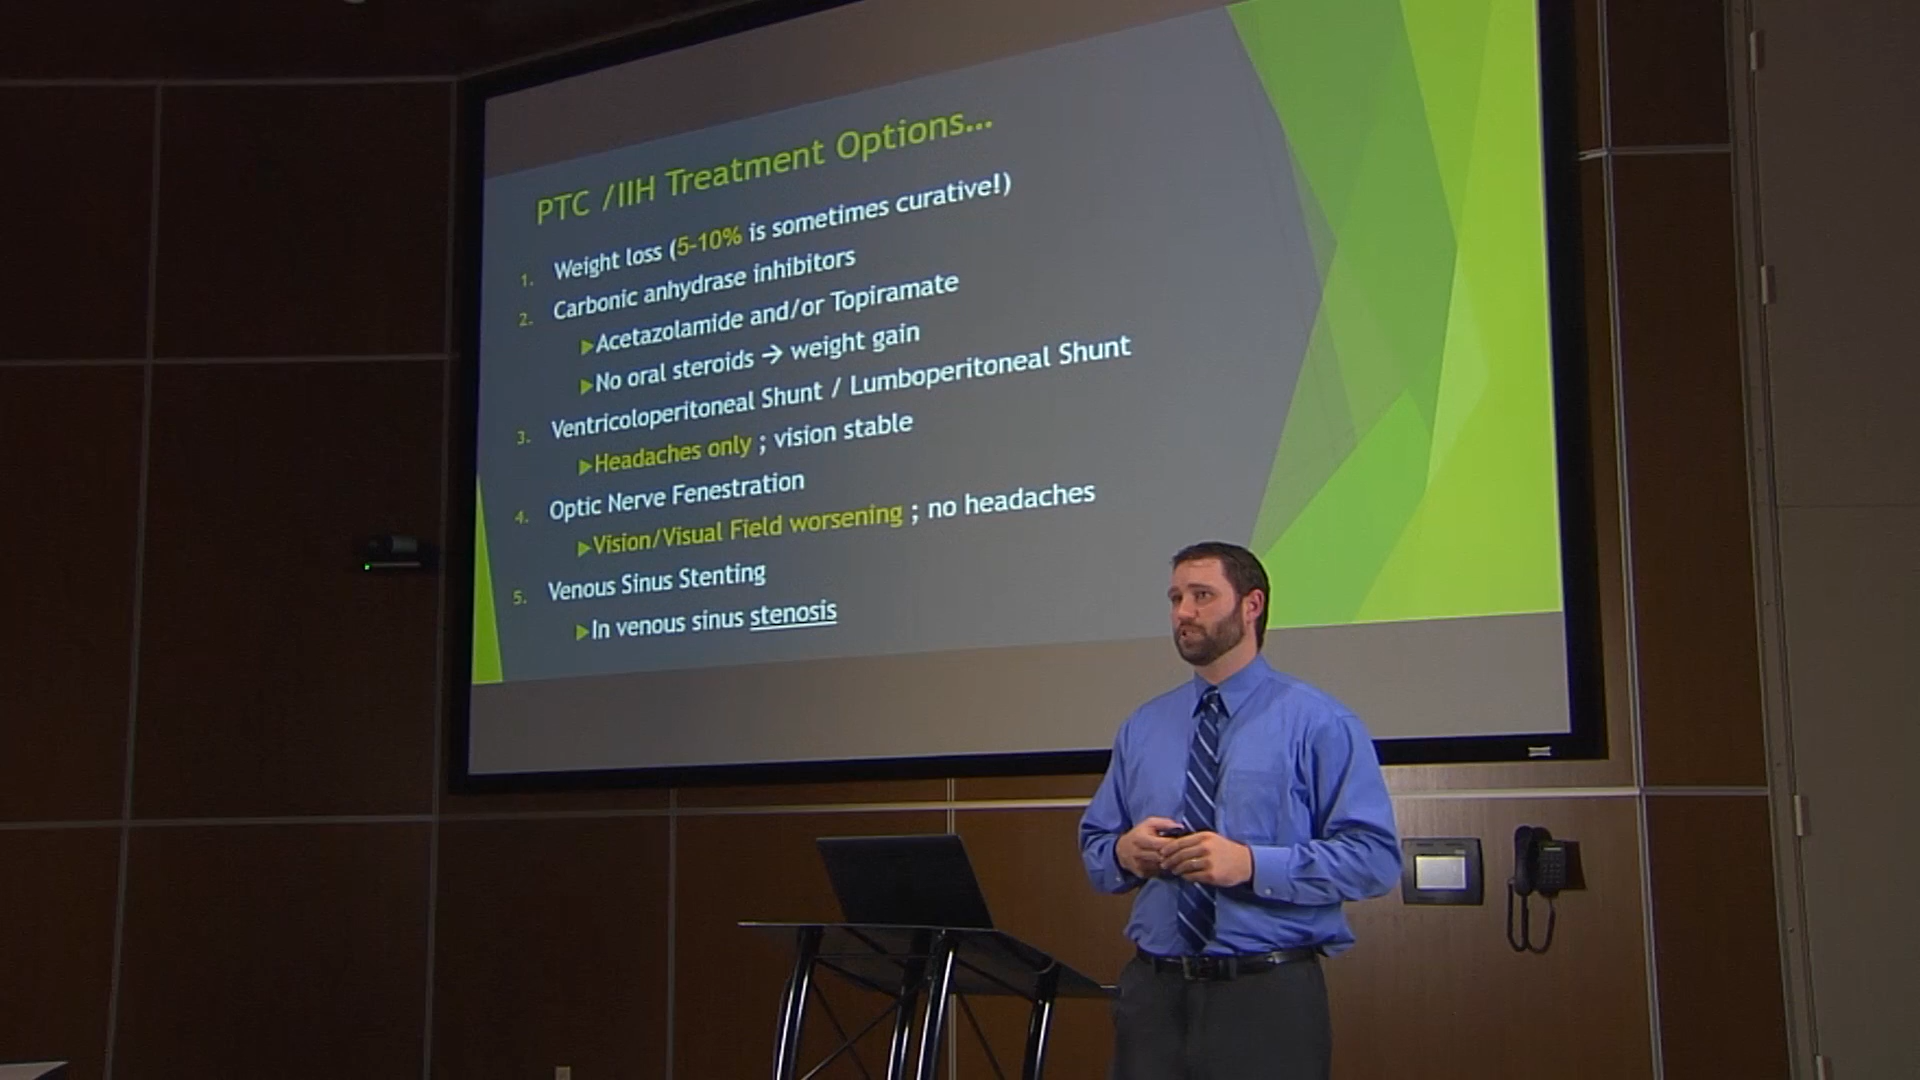 PTC /IIH Treatment Options...
1. Weight loss (5-10% is sometimes curative!)
2. Carbonic anhydrase inhibitors
▶Acetazolamide and/or Topiramate
▶No oral steroids → weight gain
3. Ventricoloperitoneal Shunt / Lumboperitoneal Shunt
▶Headaches only ; vision stable
4. Optic Nerve Fenestration
▶Vision/Visual Field worsening ; no headaches
5. Venous Sinus Stenting
▶In venous sinus stenosis